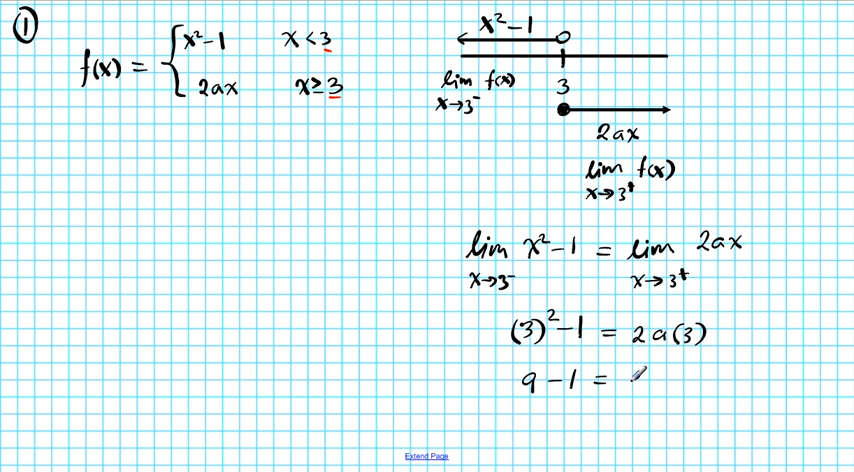 ①
f(x) = { x² – 1   x < 3
2ax   x ≥ 3
x² – 1
lim f(x)
x → 3⁻
3
2ax
lim f(x)
x → 3⁺
lim x² – 1 = lim 2ax
x → 3⁻   x → 3⁺
(3)² – 1 = 2a(3)
9 – 1 =
Extend Page